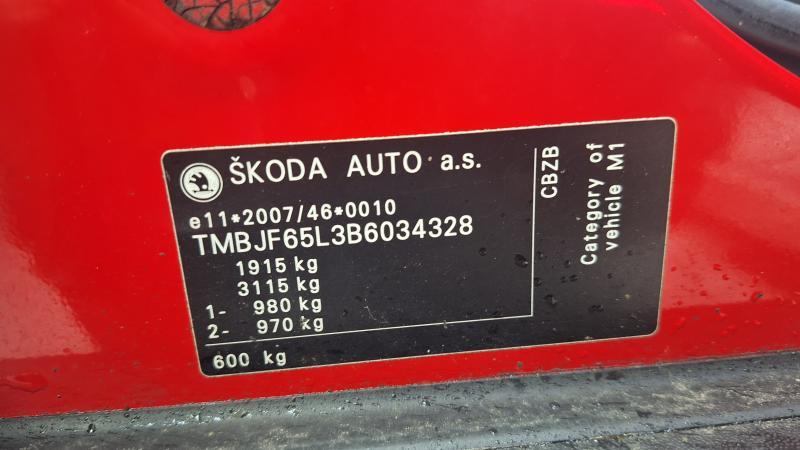 ŠKODA AUTO a.s.
e11*2007/46*0010
TMBJF65L3B6034328
1915 kg
3115 kg
1- 980 kg
2- 970 kg
600 kg
CBZB
Category of
vehicle M1